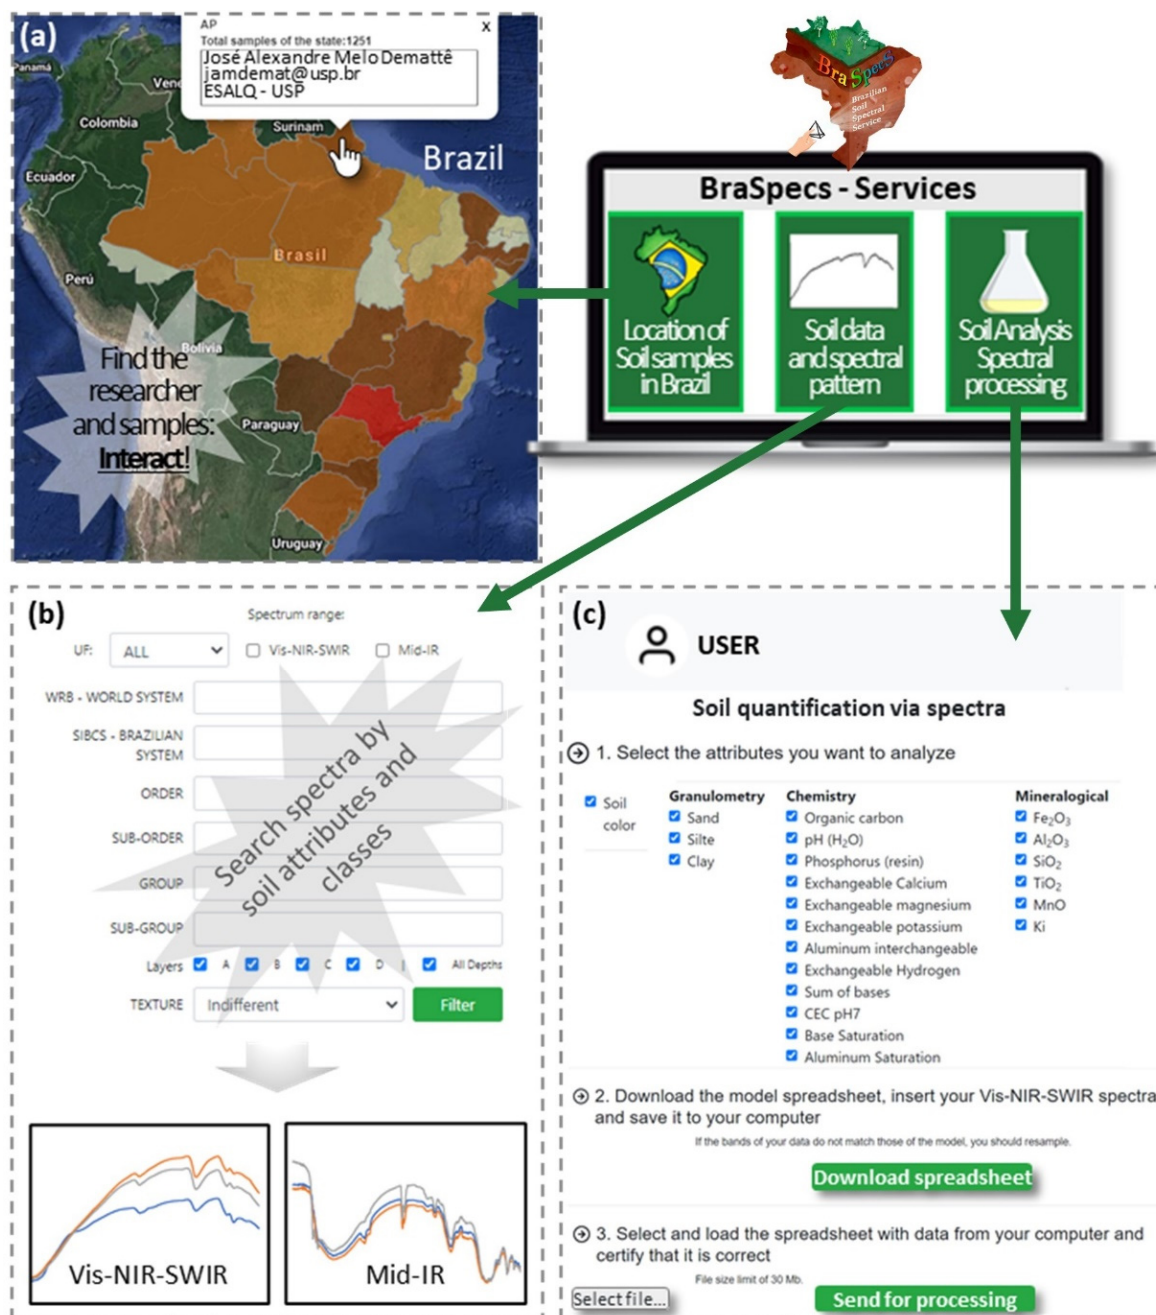 (a)
AP
X
Total samples of the state:1251
José Alexandre Melo Demattê
jamdemat@usp.br
ESALQ - USP
Panamá
Vene
Colombia
Surinam
Ecuador
Brazil
Brasil
Perú
Bolivia
Paraguay
Uruguay
Find the
researcher
and samples:
Interact!
Bra SpecS
Brazilian
Soil
Spectral
Service
BraSpecs - Services
Location of
Soil samples
in Brazil
Soil data
and spectral
pattern
Soil Analysis
Spectral
processing
(b)
Spectrum range:
UF:
ALL
Vis-NIR-SWIR
Mid-IR
WRB - WORLD SYSTEM
SIBCS - BRAZILIAN
SYSTEM
ORDER
SUB-ORDER
GROUP
SUB-GROUP
Search spectra by
soil attributes and
classes
Layers A B C D | All Depths
TEXTURE Indifferent Filter
Vis-NIR-SWIR
Mid-IR
(c)
USER
Soil quantification via spectra
1. Select the attributes you want to analyze
Soil
color
Granulometry
Sand
Silte
Clay
Chemistry
Organic carbon
pH (H₂O)
Phosphorus (resin)
Exchangeable Calcium
Exchangeable magnesium
Exchangeable potassium
Aluminum interchangeable
Exchangeable Hydrogen
Sum of bases
CEC pH7
Base Saturation
Aluminum Saturation
Mineralogical
Fe₂O₃
Al₂O₃
SiO₂
TiO₂
MnO
Ki
2. Download the model spreadsheet, insert your Vis-NIR-SWIR spectra
and save it to your computer
If the bands of your data do not match those of the model, you should resample.
Download spreadsheet
3. Select and load the spreadsheet with data from your computer and
certify that it is correct
File size limit of 30 Mb.
Select file...
Send for processing